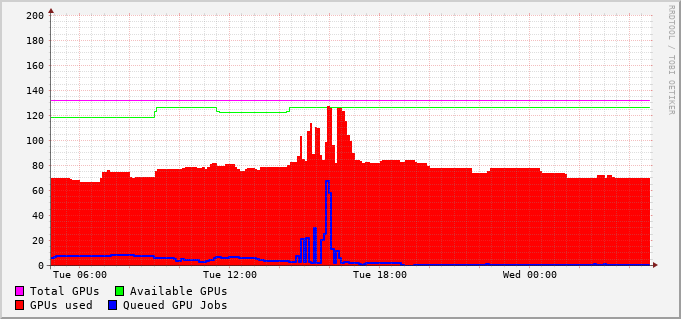 200
180
160
140
120
100
80
60
40
20
0
Tue 06:00 Tue 12:00 Tue 18:00 Wed 00:00
Total GPUs Available GPUs
GPUs used Queued GPU Jobs
RRDTOOL / TOBI OETIKER